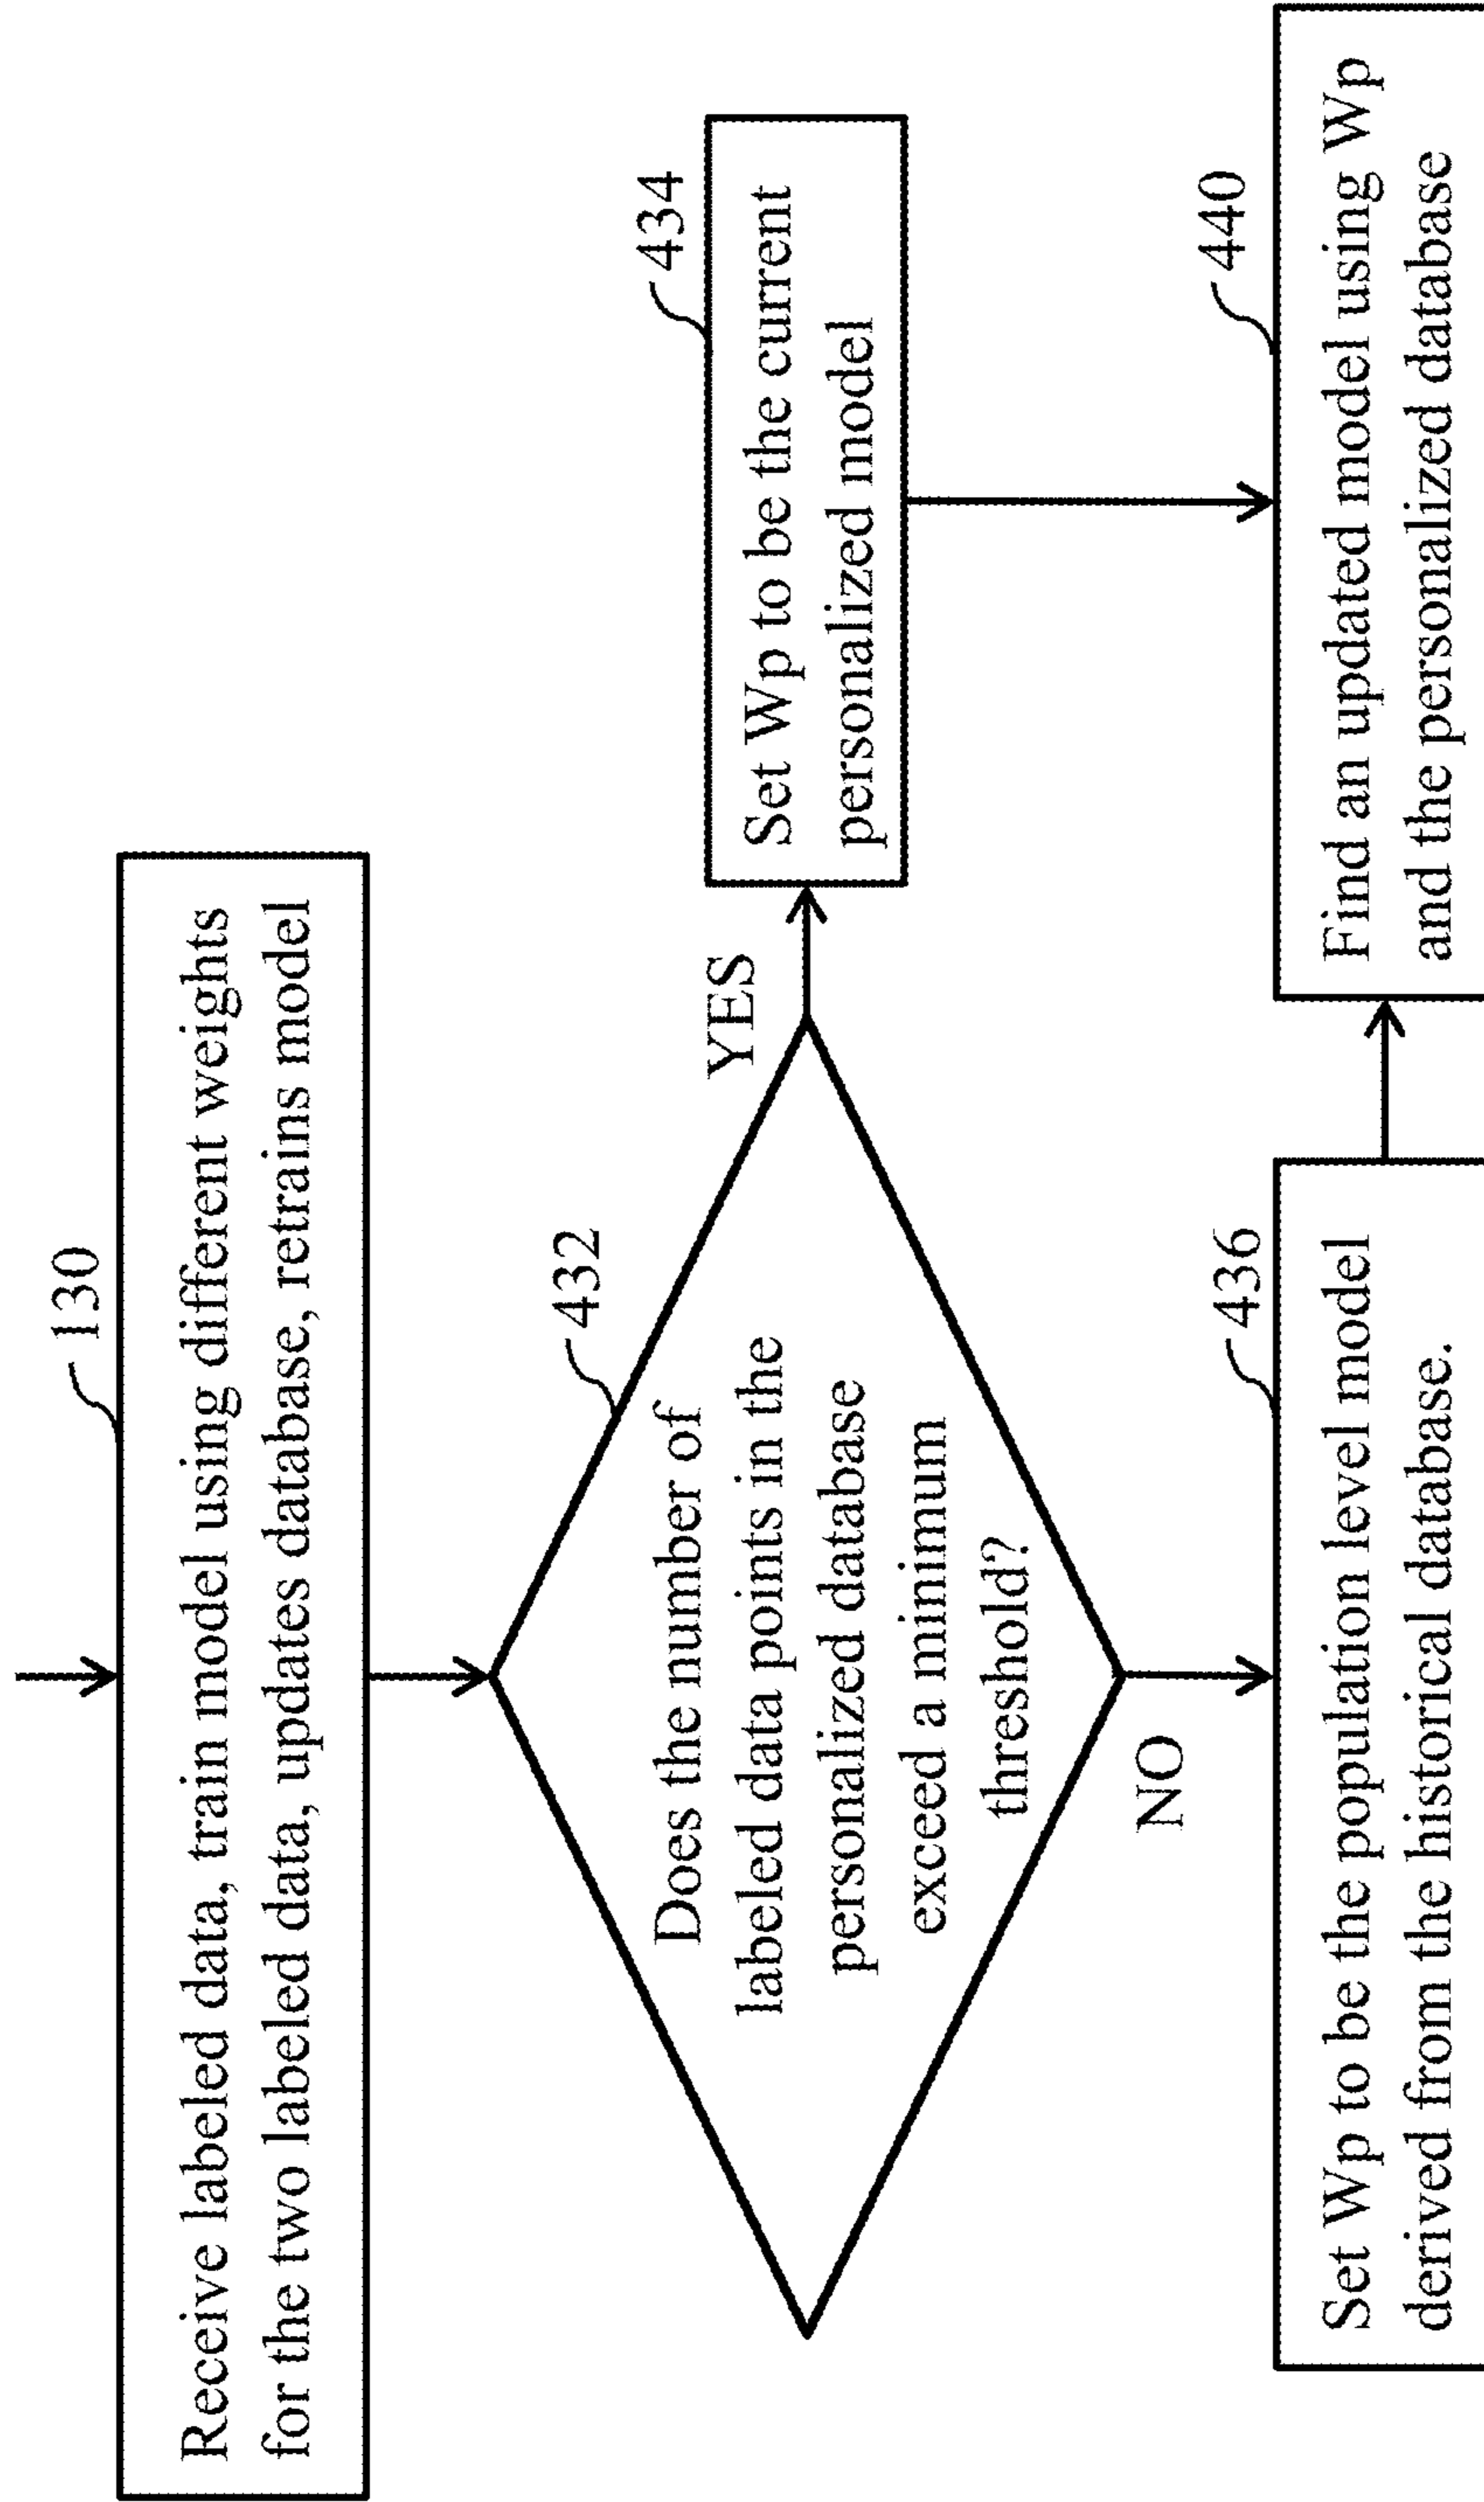 130
Receive labeled data, train model using different weights
for the two labeled data, updates database, retrains model
432
Does the number of
labeled data points in the
personalized database
exceed a minimum
threshold?
YES
434
Set Wp to be the current
personalized model
NO
436
Set Wp to be the population level model
derived from the historical database.
440
Find an updated model using Wp
and the personalized database